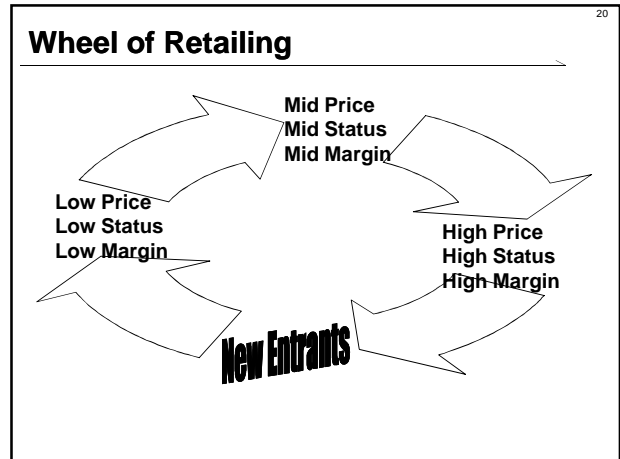 20
Wheel of Retailing
Mid Price
Mid Status
Mid Margin
Low Price
Low Status
Low Margin
High Price
High Status
High Margin
New Entrants